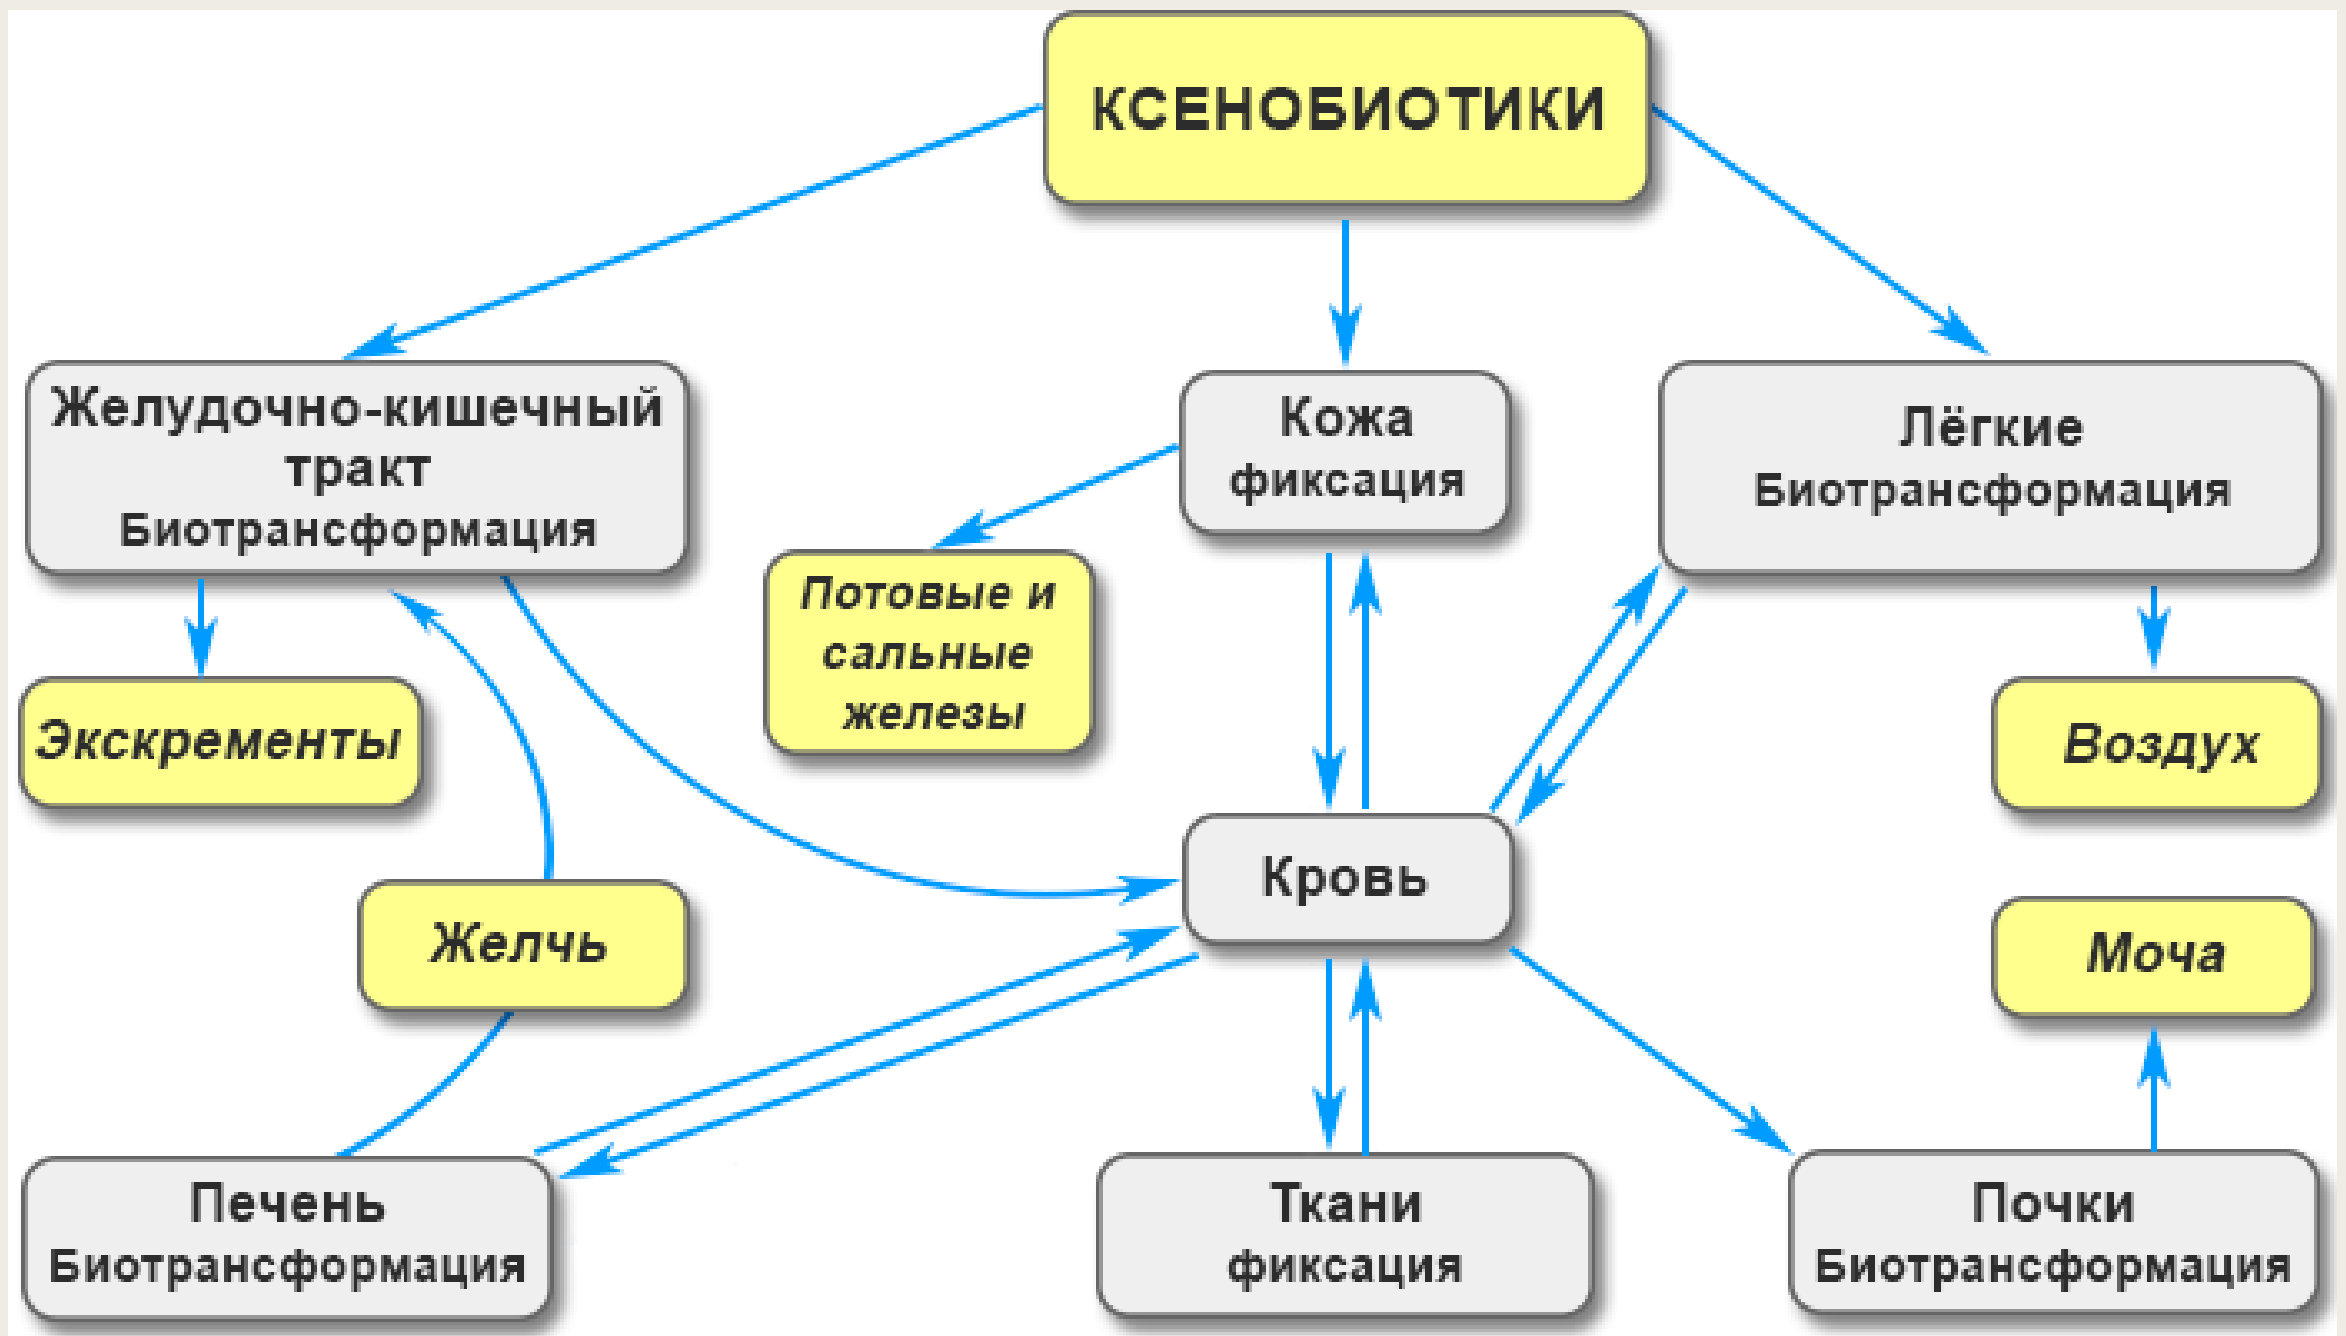 КСЕНОБИОТИКИ
Желудочно-кишечный
тракт
Биотрансформация
Кожа
фиксация
Лёгкие
Биотрансформация
Потовые и
сальные
железы
Экскременты
Воздух
Кровь
Желчь
Моча
Печень
Биотрансформация
Ткани
фиксация
Почки
Биотрансформация